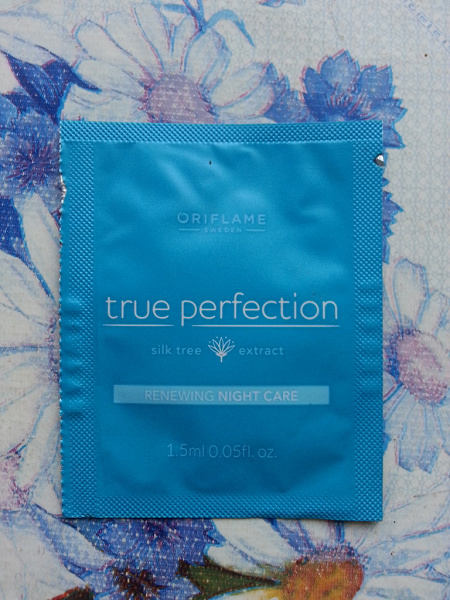 ORIFLAME
SWEDEN
true perfection
silk tree extract
RENEWING NIGHT CARE
1.5ml 0.05fl. oz.